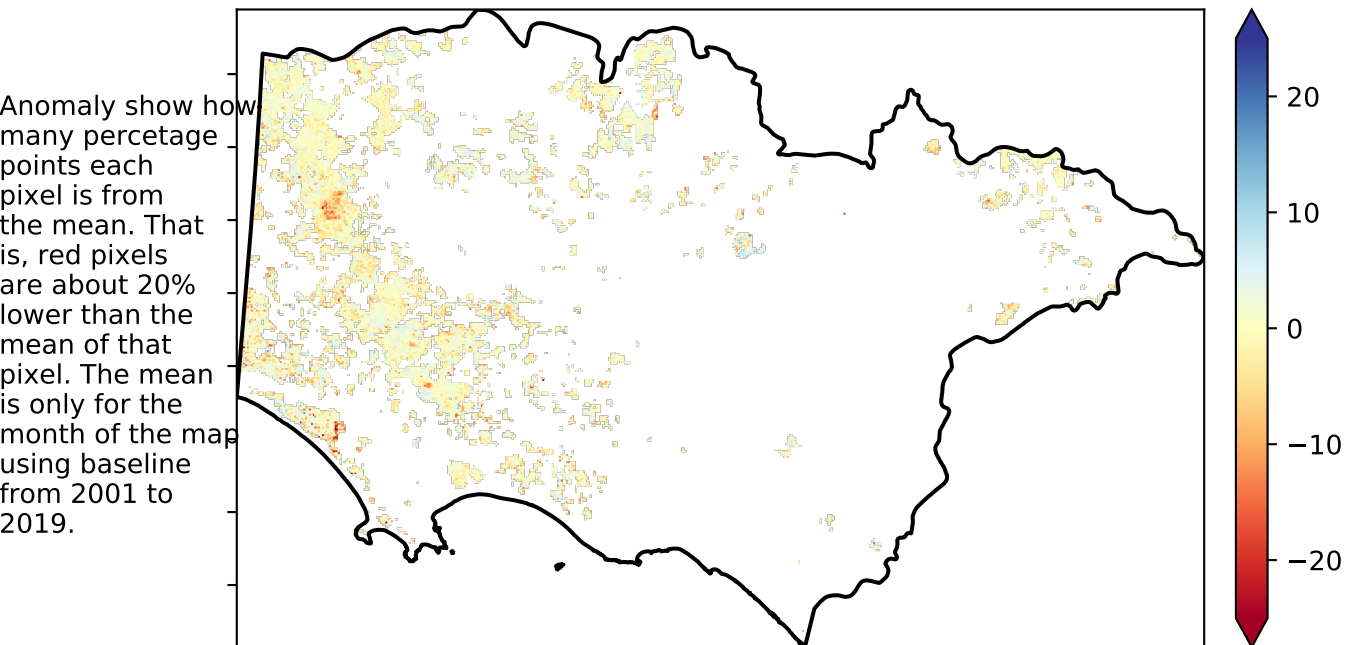 Anomaly show how
many percetage
points each
pixel is from
the mean. That
is, red pixels
are about 20%
lower than the
mean of that
pixel. The mean
is only for the
month of the map
using baseline
from 2001 to
2019.
20
10
0
−10
−20